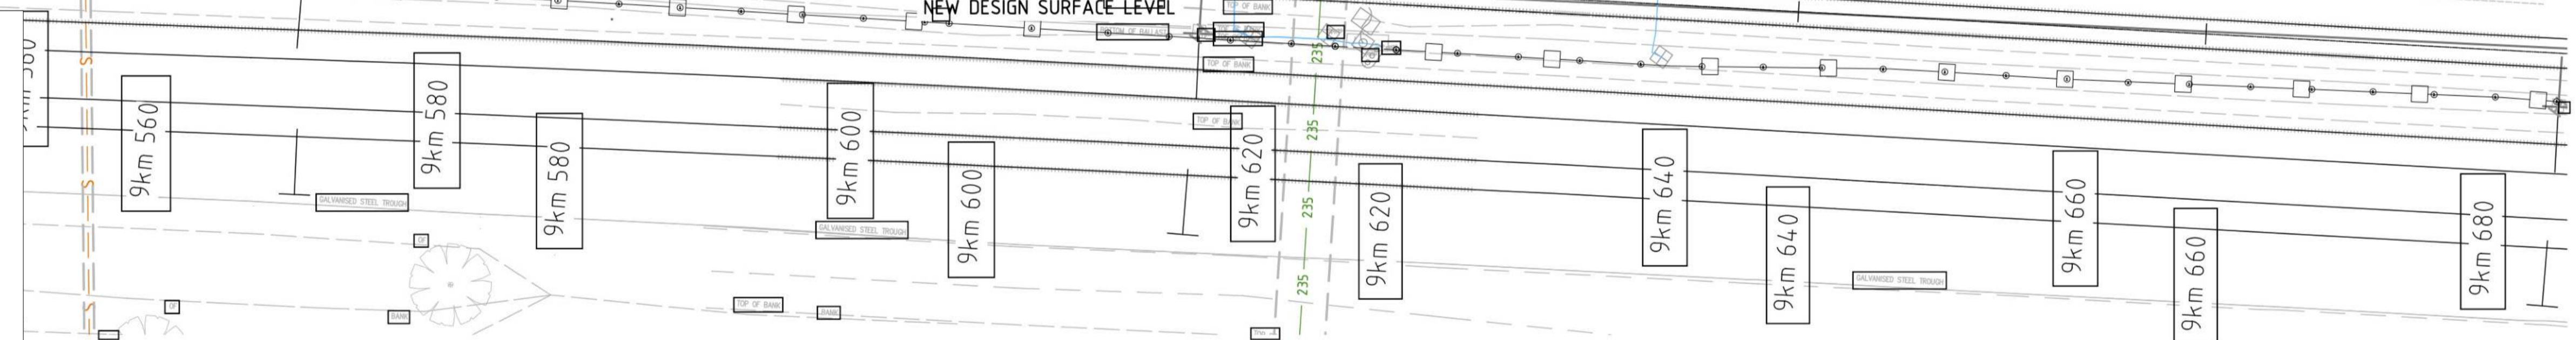 NEW DESIGN SURFACE LEVEL
TOP OF BANK
235
TOP OF BANK
9km 560
9km 580
9km 580
9km 600
9km 600
TOP OF BANK
9km 620
235
9km 620
9km 640
9km 640
9km 660
9km 660
9km 680
S
S
S
GALVANISED STEEL TROUGH
GALVANISED STEEL TROUGH
235
235
GALVANISED STEEL TROUGH
OF
OF
BANK
TOP OF BANK
BANK